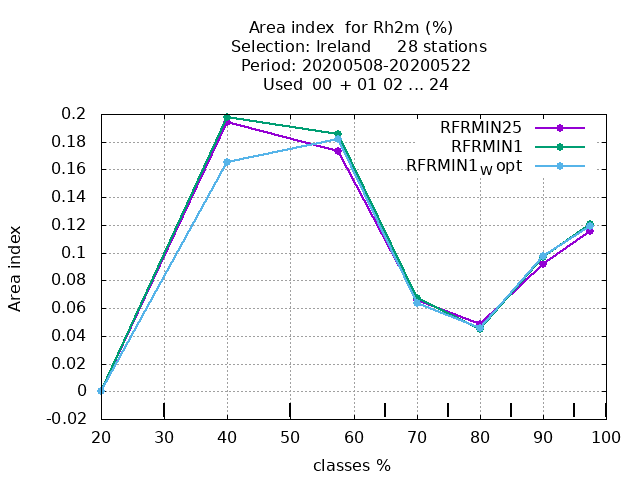 Area index  for Rh2m (%)
Selection: Ireland     28 stations
Period: 20200508-20200522
Used  00 + 01 02 ... 24
RFRMIN25
RFRMIN1
RFRMIN1W opt
Area index
0.2
0.18
0.16
0.14
0.12
0.1
0.08
0.06
0.04
0.02
0
-0.02
20 30 40 50 60 70 80 90 100
classes %